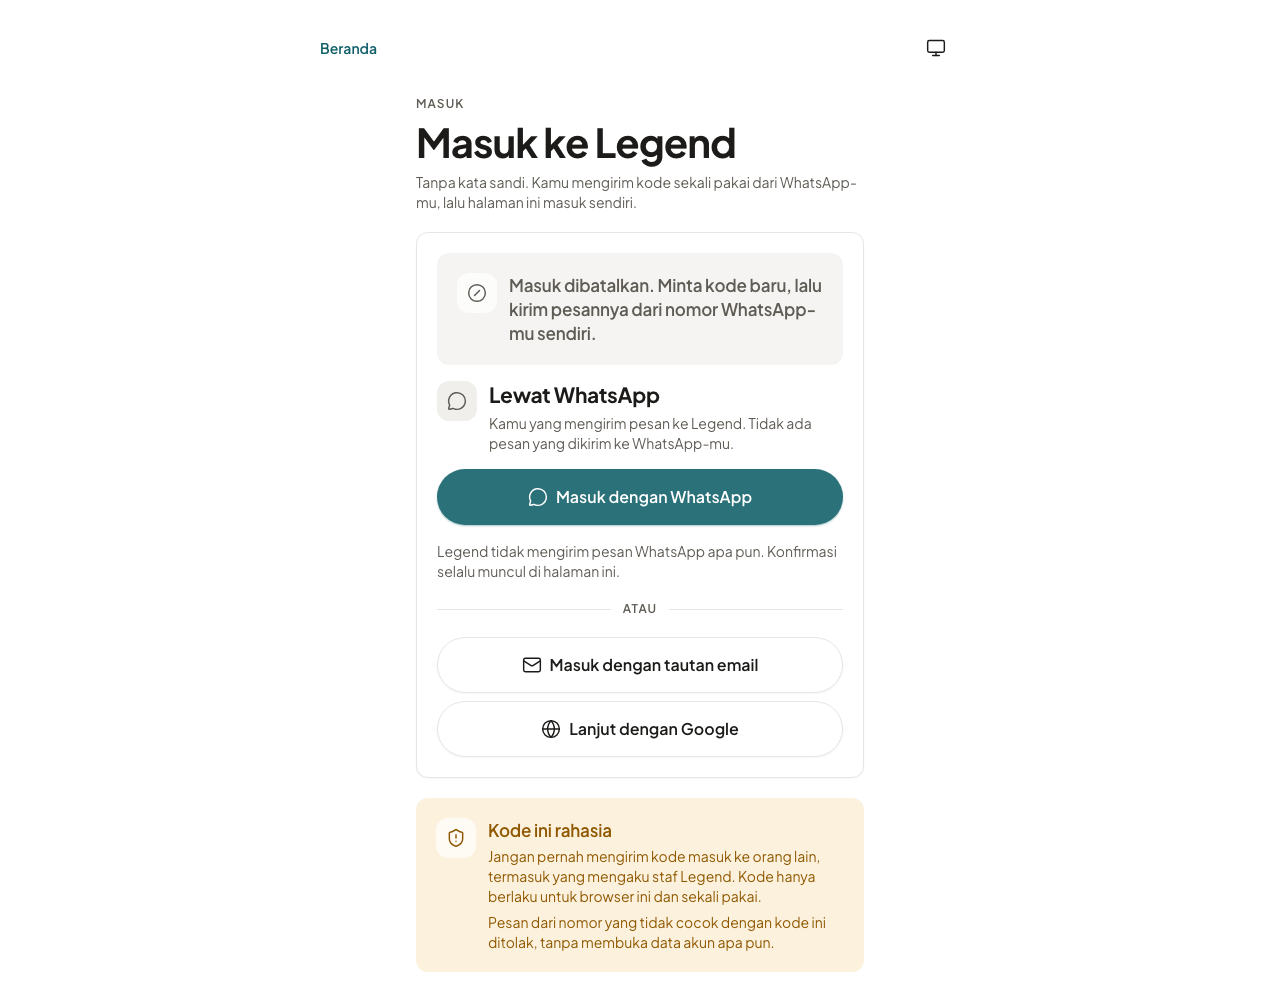 Beranda
MASUK
Masuk ke Legend
Tanpa kata sandi. Kamu mengirim kode sekali pakai dari WhatsApp-
mu, lalu halaman ini masuk sendiri.
Masuk dibatalkan. Minta kode baru, lalu
kirim pesannya dari nomor WhatsApp-
mu sendiri.
Lewat WhatsApp
Kamu yang mengirim pesan ke Legend. Tidak ada
pesan yang dikirim ke WhatsApp-mu.
Masuk dengan WhatsApp
Legend tidak mengirim pesan WhatsApp apa pun. Konfirmasi
selalu muncul di halaman ini.
ATAU
Masuk dengan tautan email
Lanjut dengan Google
Kode ini rahasia
Jangan pernah mengirim kode masuk ke orang lain,
termasuk yang mengaku staf Legend. Kode hanya
berlaku untuk browser ini dan sekali pakai.
Pesan dari nomor yang tidak cocok dengan kode ini
ditolak, tanpa membuka data akun apa pun.